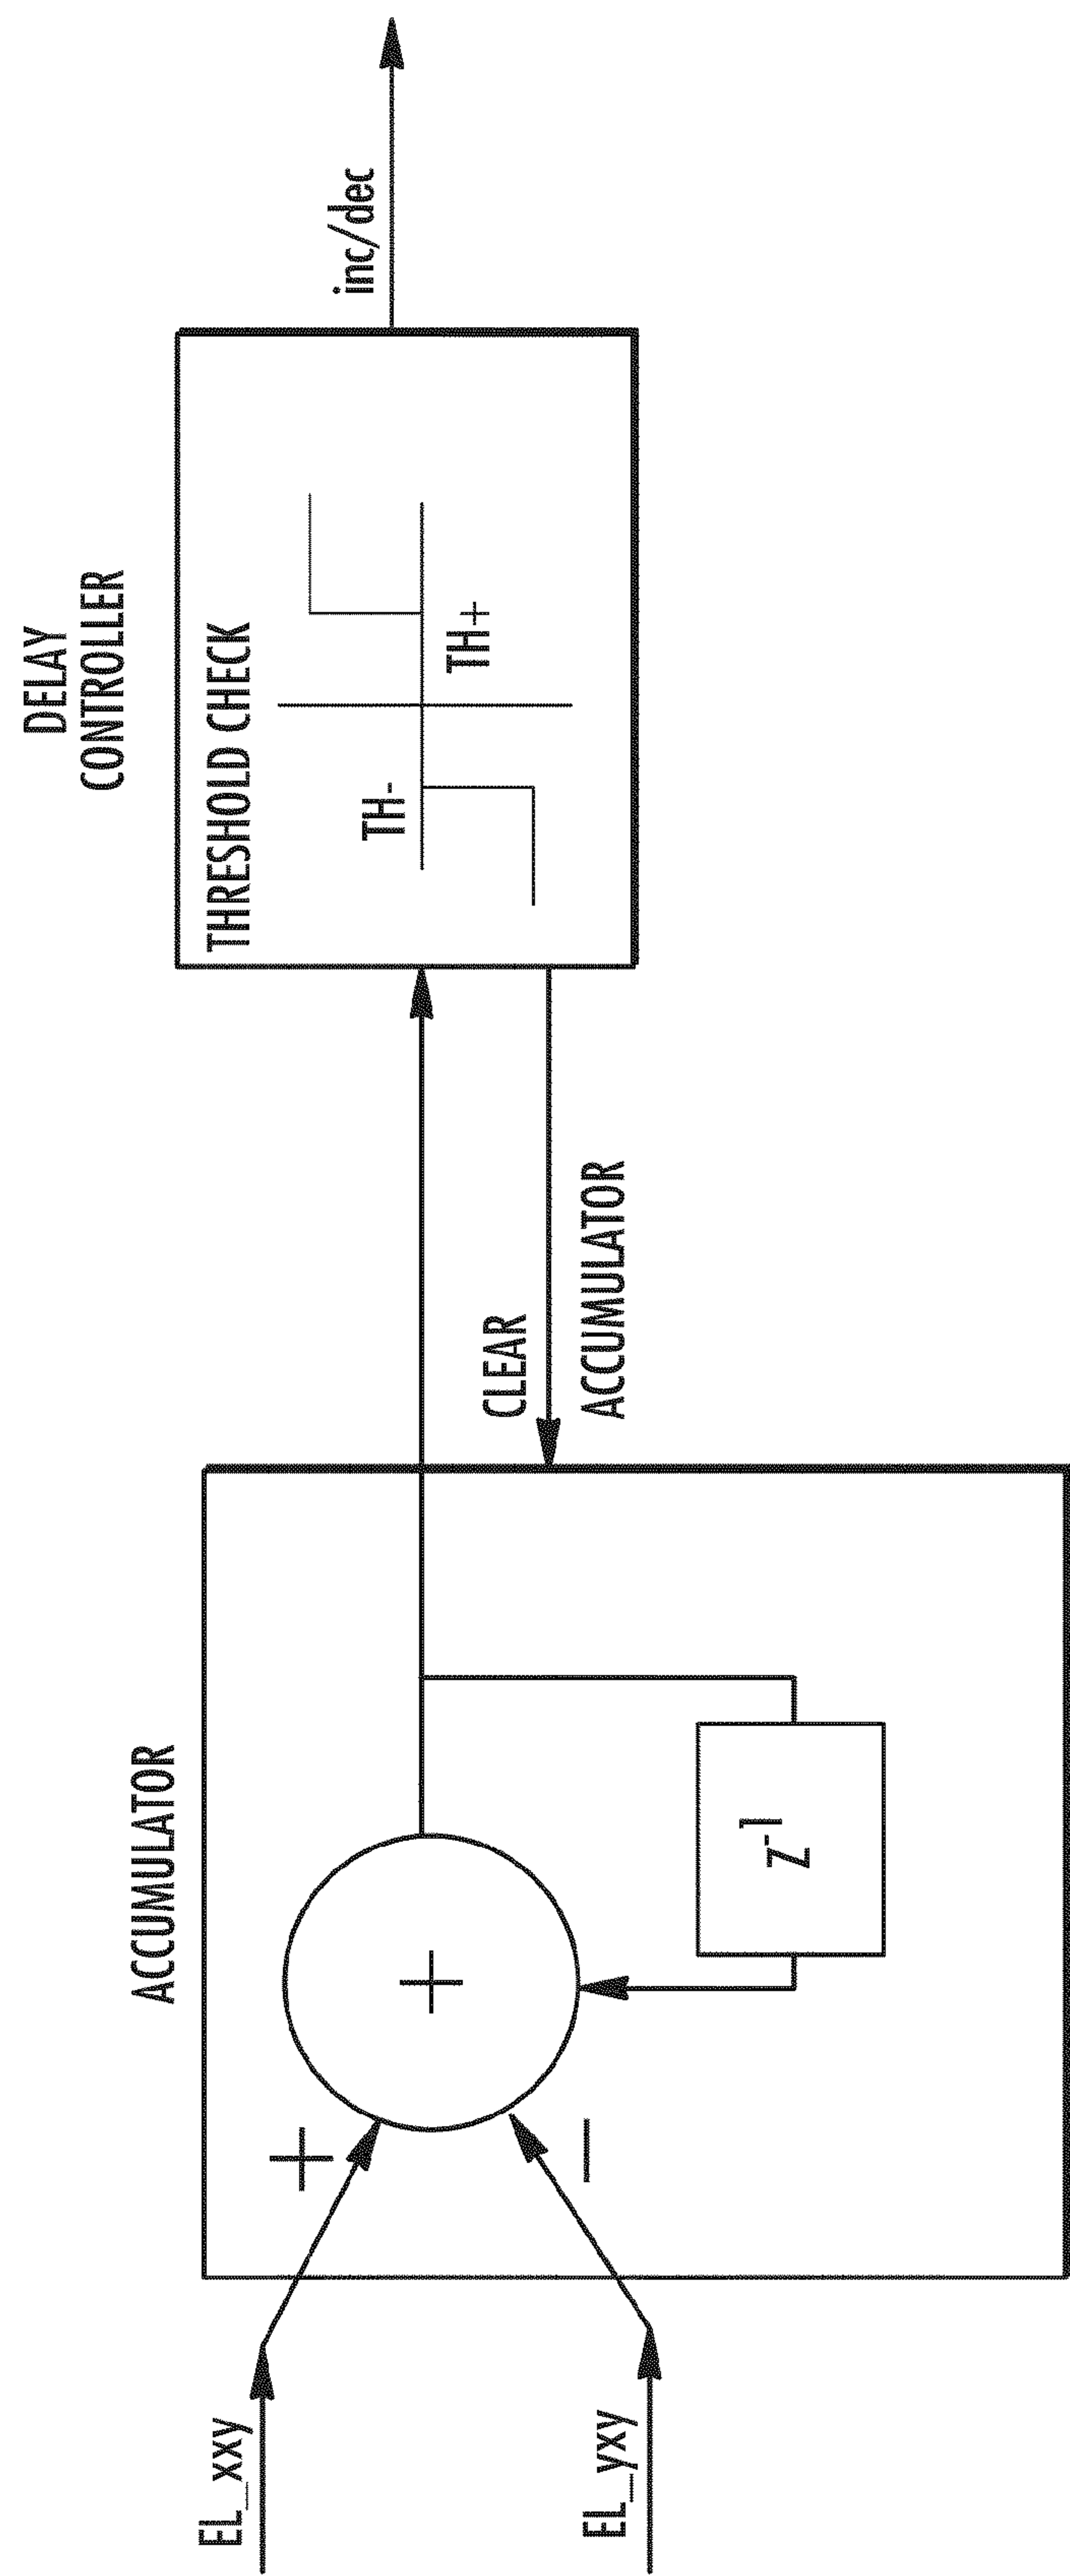 EL_xxy
EL_yxy
ACCUMULATOR
+
+
−
z-1
CLEAR
ACCUMULATOR
DELAY
CONTROLLER
THRESHOLD CHECK
TH-
TH+
inc/dec